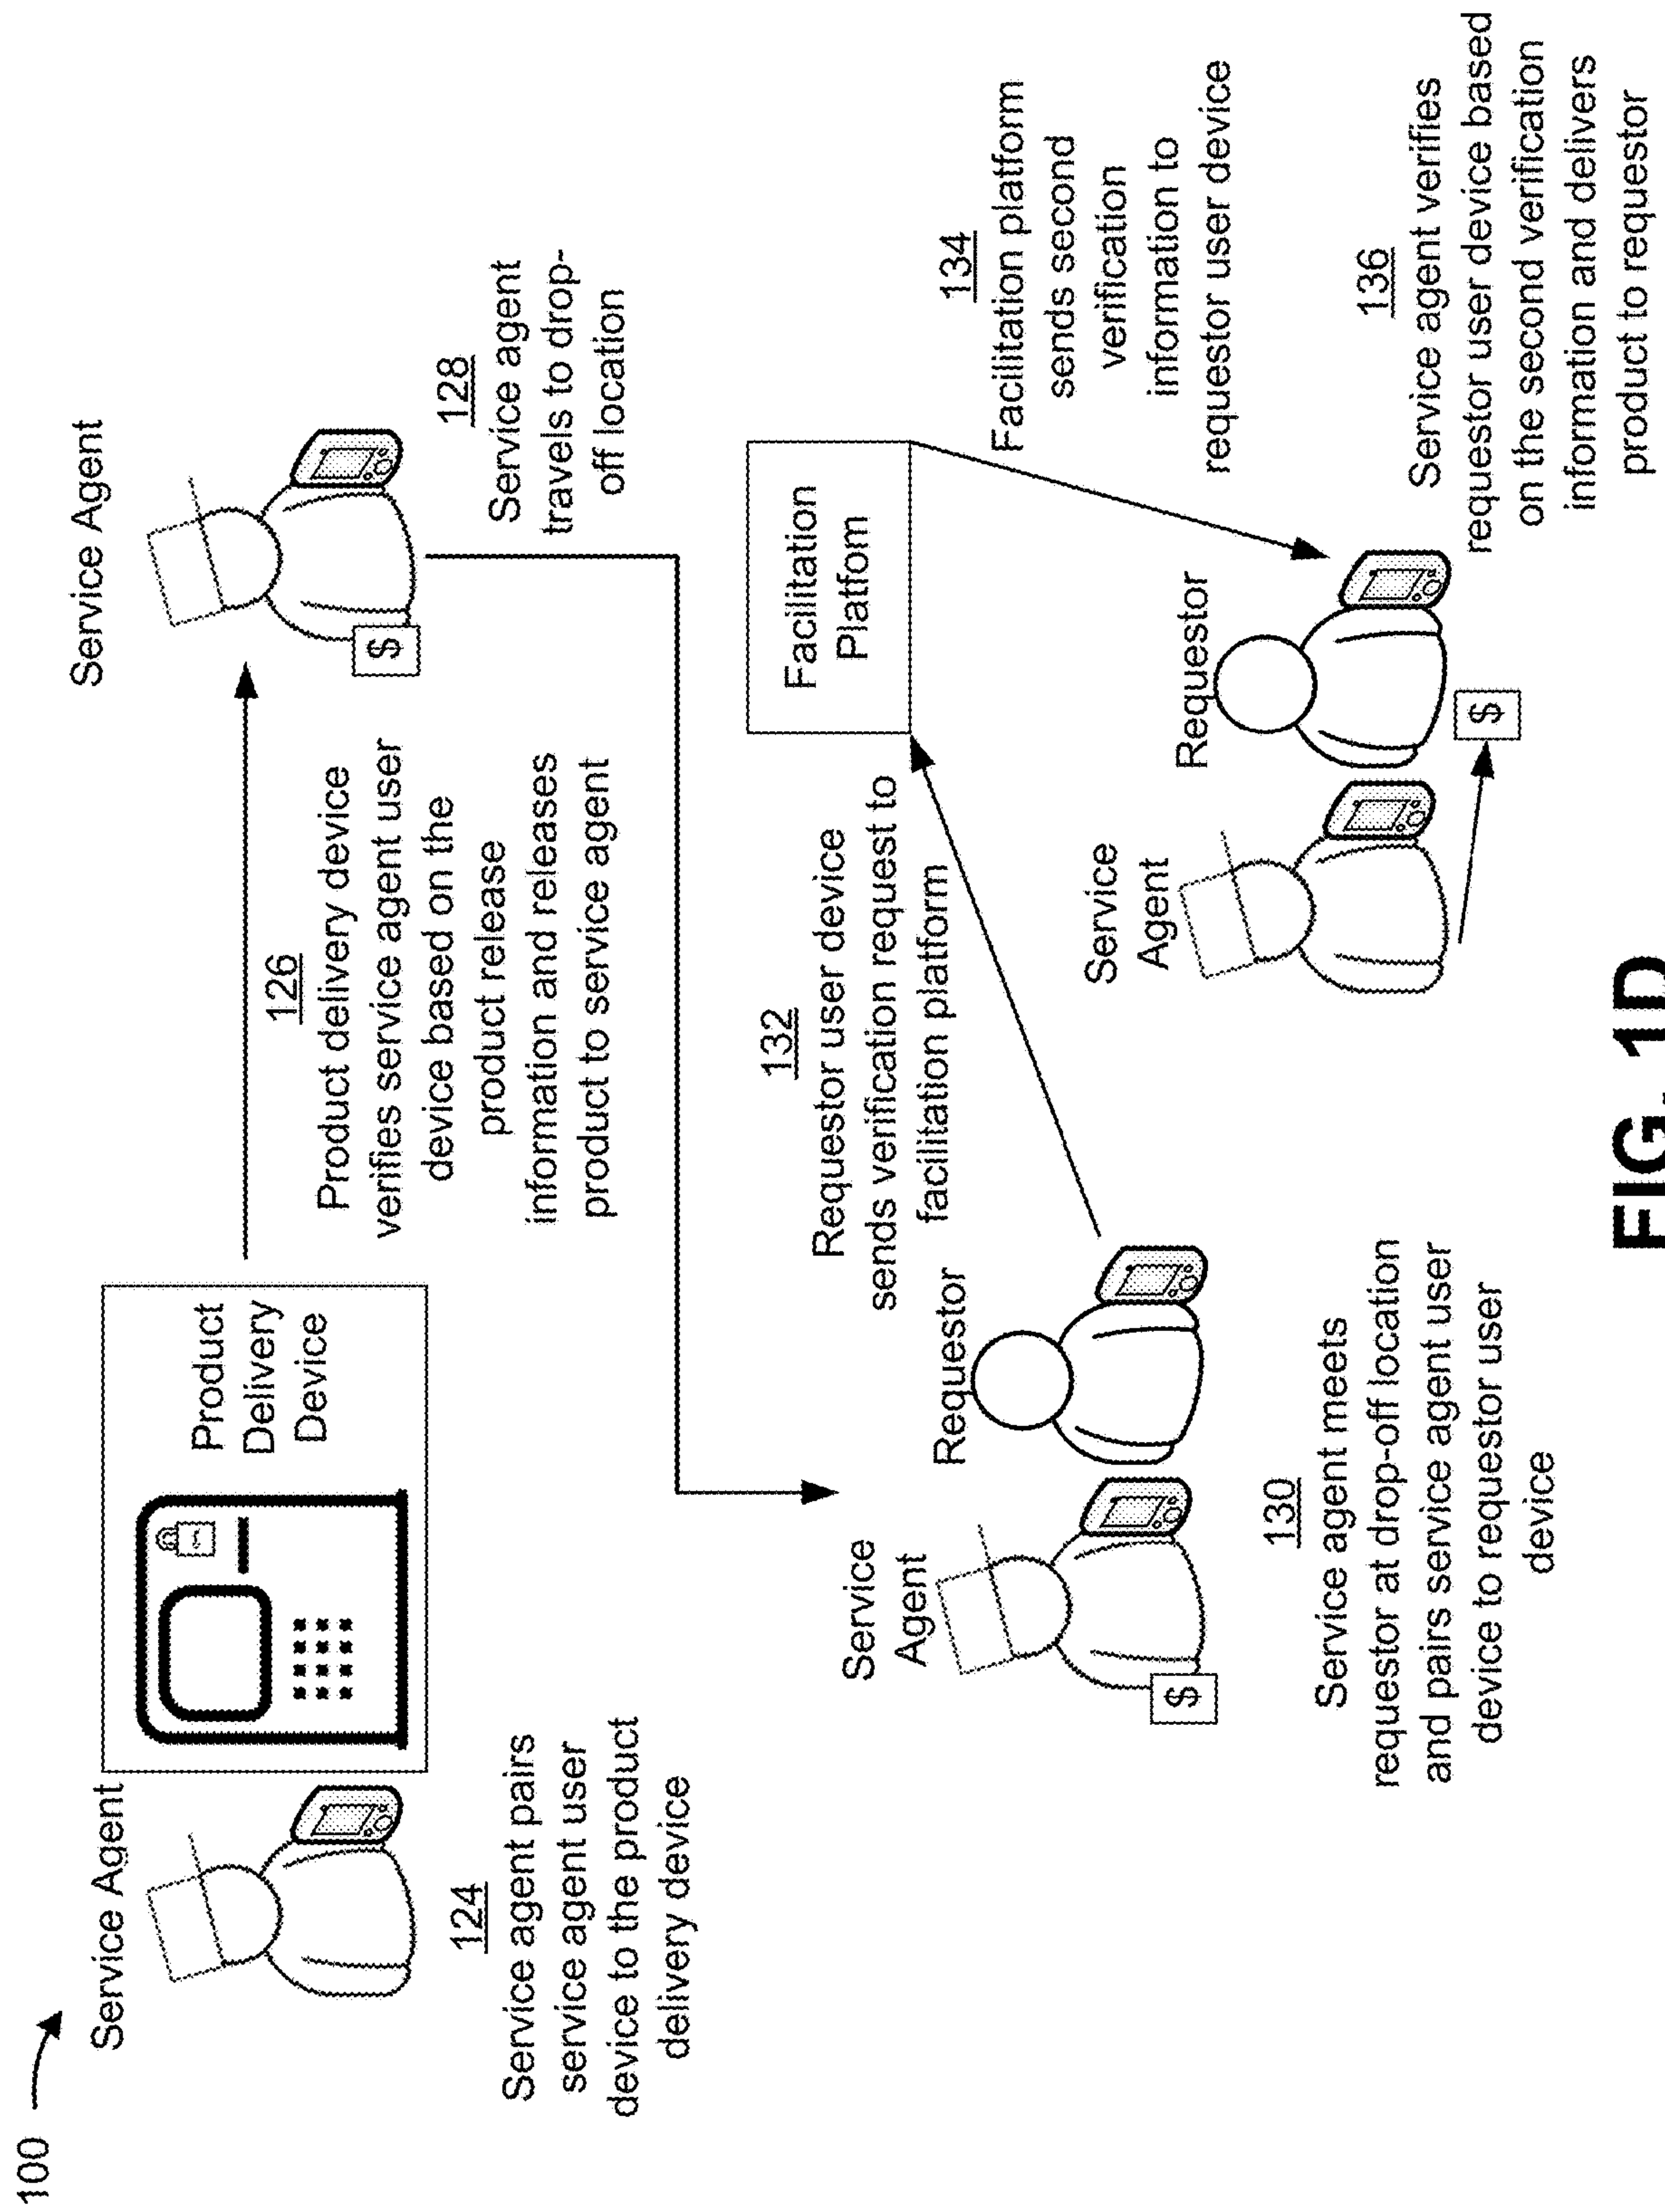 100
Service Agent
Product
Delivery
Device
Service Agent
124
Service agent pairs
service agent user
device to the product
delivery device
126
Product delivery device
verifies service agent user
device based on the
product release
information and releases
product to service agent
$
128
Service agent
travels to drop-
off location
Service
Agent
$
Requestor
130
Service agent meets
requestor at drop-off location
and pairs service agent user
device to requestor user
device
132
Requestor user device
sends verification request to
facilitation platform
Facilitation
Platfom
134
Facilitation platform
sends second
verification
information to
requestor user device
Service
Agent
Requestor
$
136
Service agent verifies
requestor user device based
on the second verification
information and delivers
product to requestor
FIG. 1D